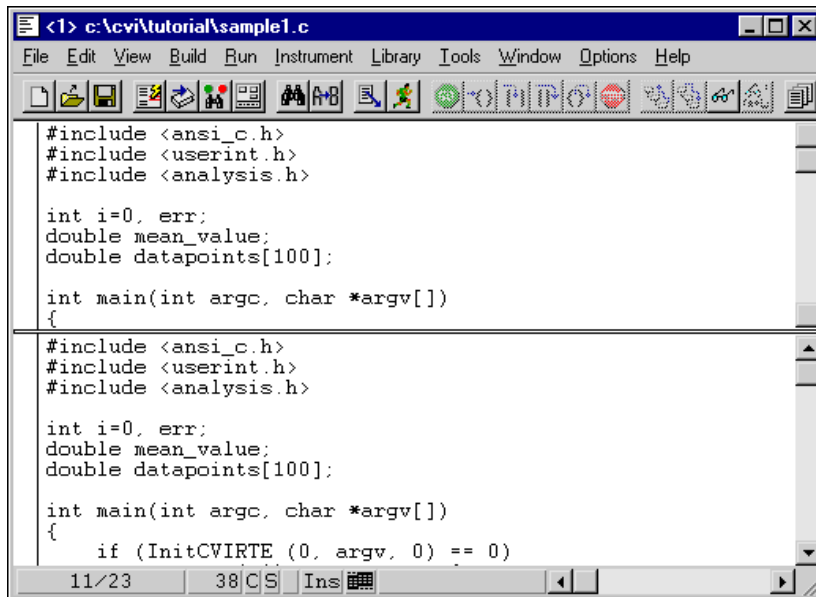 <1> c:\cvi\tutorial\sample1.c
File Edit View Build Run Instrument Library Tools Window Options Help
A→B
GO
#include <ansi_c.h>
#include <userint.h>
#include <analysis.h>
int i=0, err;
double mean_value;
double datapoints[100];
int main(int argc, char *argv[])
{
#include <ansi_c.h>
#include <userint.h>
#include <analysis.h>
int i=0, err;
double mean_value;
double datapoints[100];
int main(int argc, char *argv[])
{
if (InitCVIRTE (0, argv, 0) == 0)
11/23 38 C S Ins